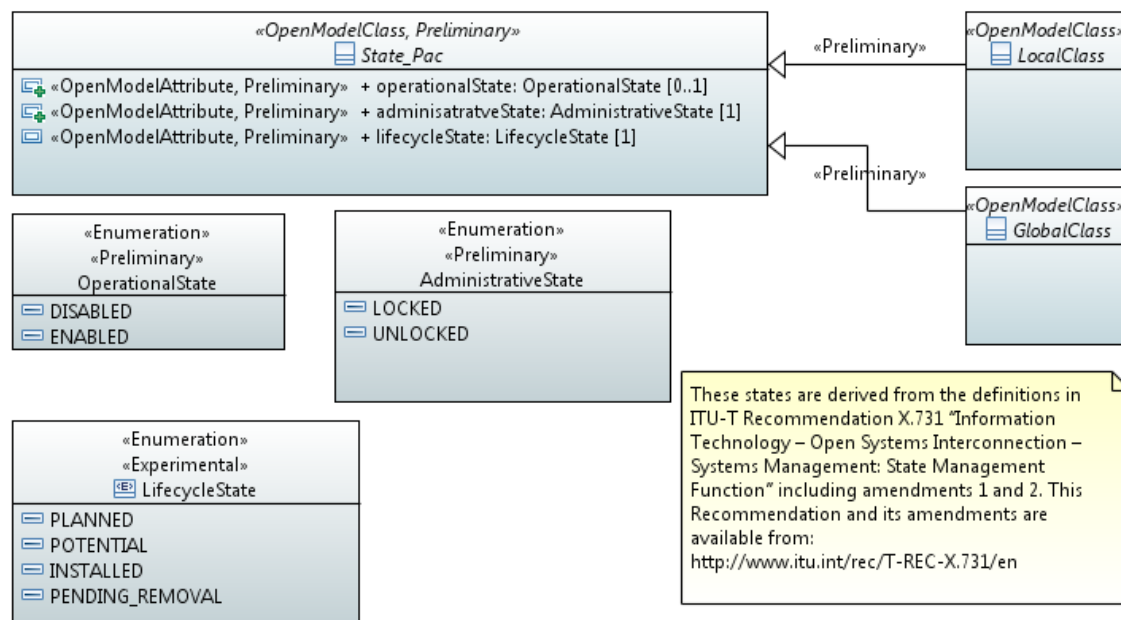 «OpenModelClass, Preliminary»
State_Pac
«OpenModelAttribute, Preliminary» + operationalState: OperationalState [0..1]
«OpenModelAttribute, Preliminary» + adminisatratveState: AdministrativeState [1]
«OpenModelAttribute, Preliminary» + lifecycleState: LifecycleState [1]
«Preliminary»
«OpenModelClass»
LocalClass
«Preliminary»
«OpenModelClass»
GlobalClass
«Enumeration»
«Preliminary»
OperationalState
DISABLED
ENABLED
«Enumeration»
«Preliminary»
AdministrativeState
LOCKED
UNLOCKED
«Enumeration»
«Experimental»
<E> LifecycleState
PLANNED
POTENTIAL
INSTALLED
PENDING_REMOVAL
These states are derived from the definitions in
ITU-T Recommendation X.731 “Information
Technology – Open Systems Interconnection –
Systems Management: State Management
Function” including amendments 1 and 2. This
Recommendation and its amendments are
available from:
http://www.itu.int/rec/T-REC-X.731/en